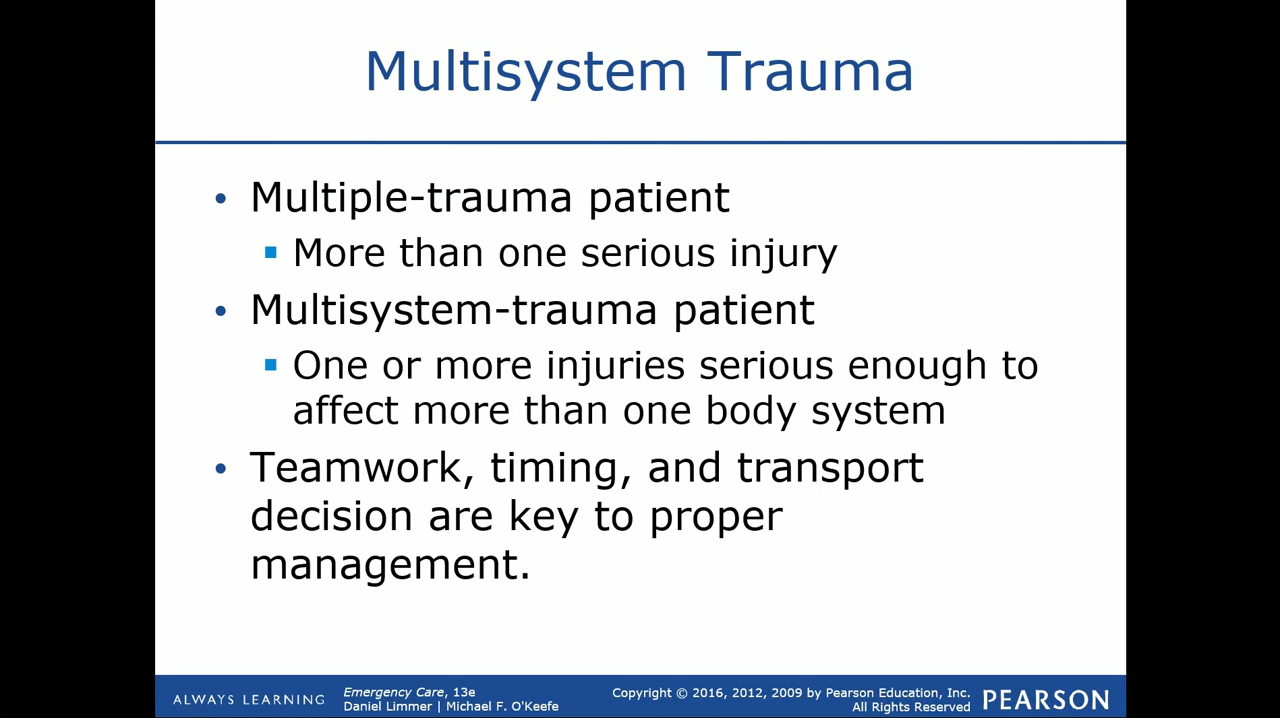 Multisystem Trauma
• Multiple-trauma patient
▪ More than one serious injury
• Multisystem-trauma patient
▪ One or more injuries serious enough to
affect more than one body system
• Teamwork, timing, and transport
decision are key to proper
management.
ALWAYS LEARNING
Emergency Care, 13e
Daniel Limmer | Michael F. O'Keefe
Copyright © 2016, 2012, 2009 by Pearson Education, Inc.
All Rights Reserved
PEARSON